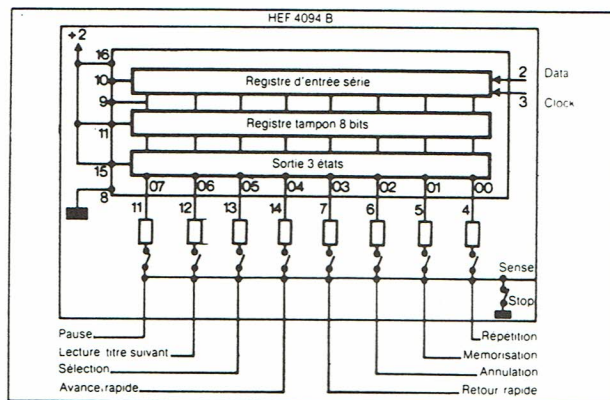 HEF 4094 B
+2
16
10
Registre d'entrée série
2 Data
9
3 Clock
11
Registre tampon 8 bits
15
Sortie 3 états
8
07 06 05 04 03 02 01 00
11 12 13 14 7 6 5 4
Sense
Stop
Pause
Répétition
Lecture titre suivant
Mémorisation
Sélection
Annulation
Avance rapide
Retour rapide